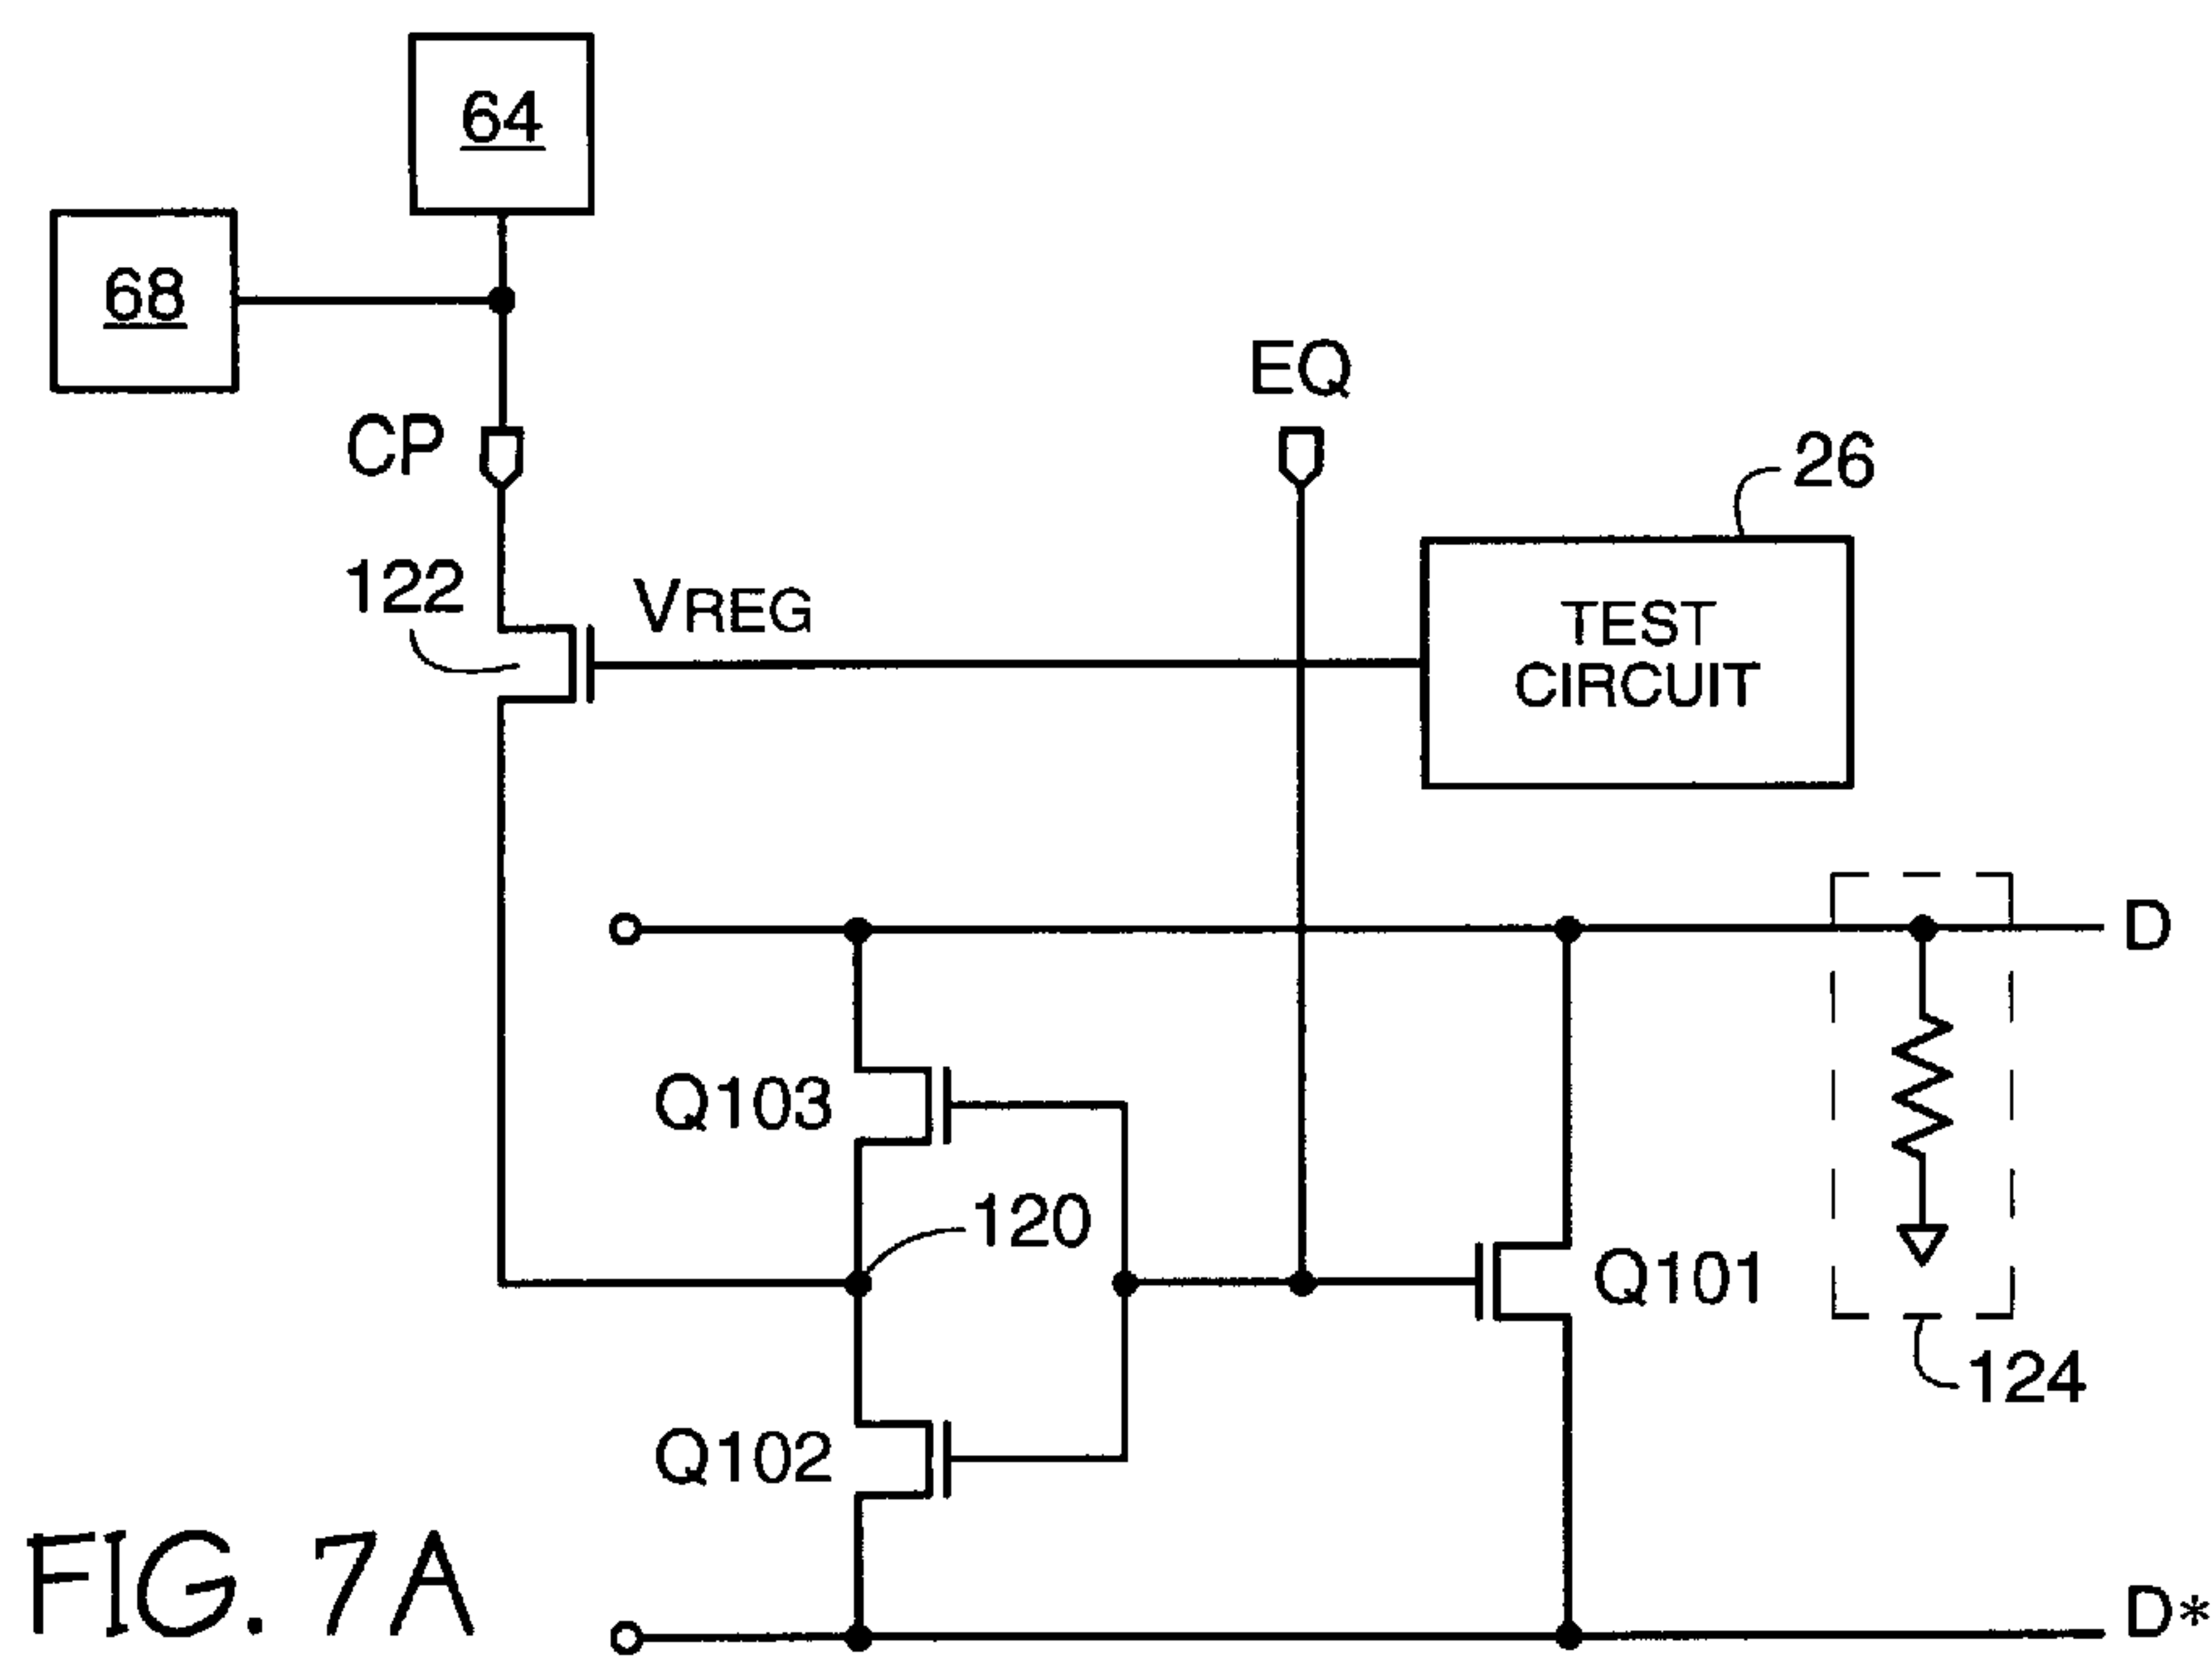 64
68
CP
EQ
26
122
VREG
TEST
CIRCUIT
D
Q103
120
Q101
124
Q102
FIG. 7A
D*